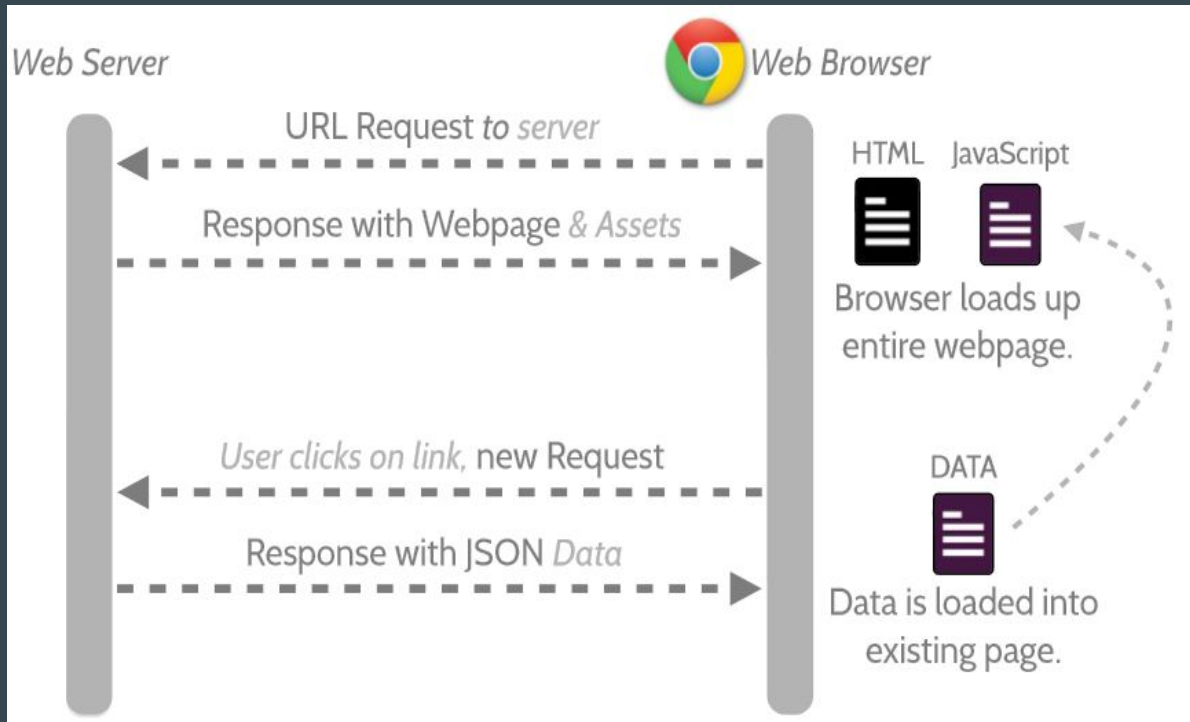 Web Server
Web Browser
URL Request to server
HTML
JavaScript
Response with Webpage & Assets
Browser loads up
entire webpage.
User clicks on link, new Request
DATA
Response with JSON Data
Data is loaded into
existing page.